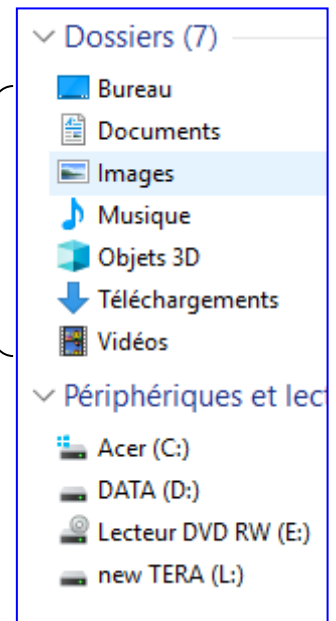 Dossiers (7)
Bureau
Documents
Images
Musique
Objets 3D
Téléchargements
Vidéos
Périphériques et lect
Acer (C:)
DATA (D:)
Lecteur DVD RW (E:)
new TERA (L:)